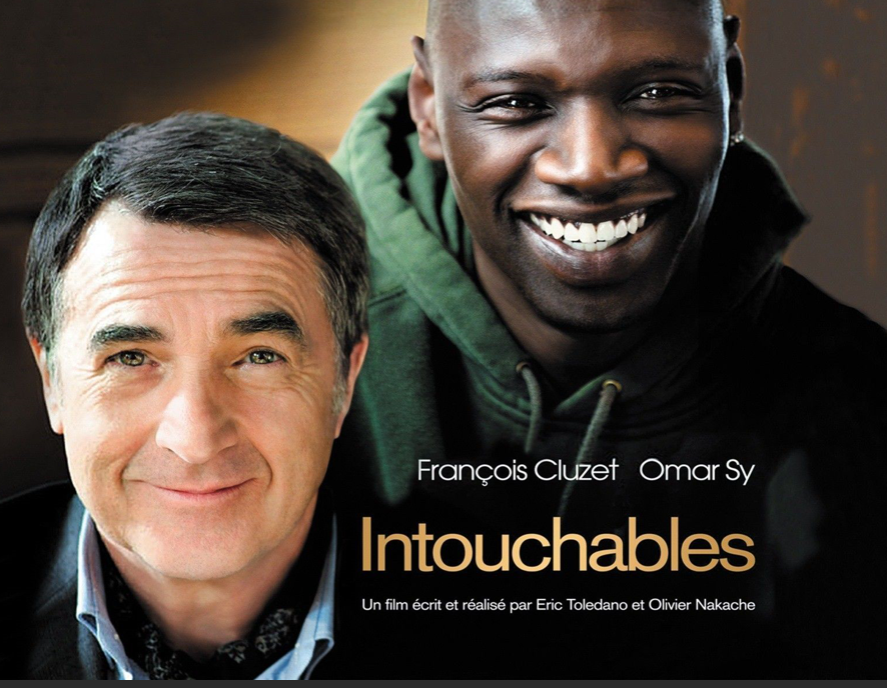 François Cluzet Omar Sy
Intouchables
Un film écrit et réalisé par Eric Toledano et Olivier Nakache